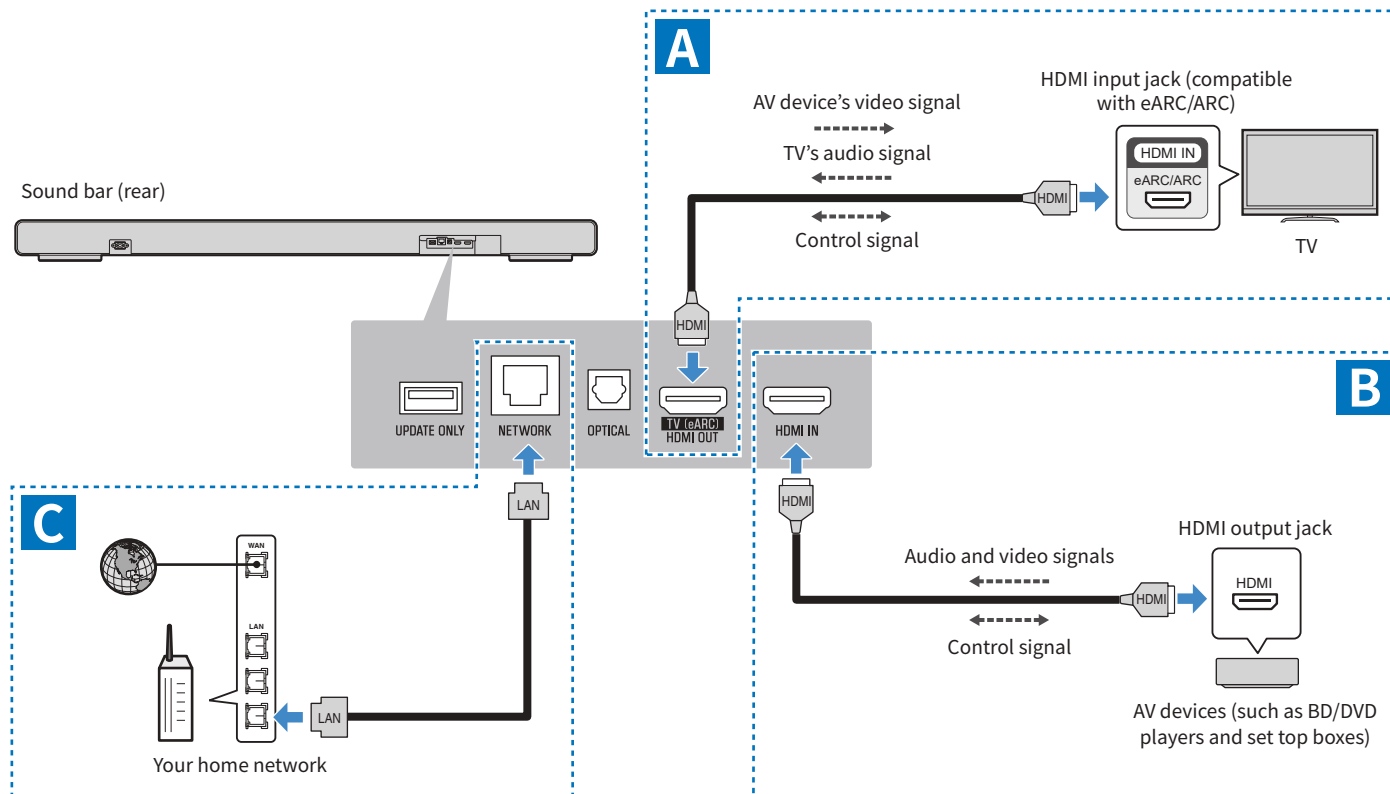 A
HDMI input jack (compatible
with eARC/ARC)
AV device’s video signal
TV’s audio signal
HDMI IN
eARC/ARC
HDMI
Control signal
TV
Sound bar (rear)
HDMI
B
UPDATE ONLY
NETWORK
OPTICAL
TV (eARC)
HDMI OUT
HDMI IN
C
LAN
HDMI
HDMI output jack
WAN
Audio and video signals
HDMI
HDMI
LAN
Control signal
LAN
AV devices (such as BD/DVD
players and set top boxes)
Your home network